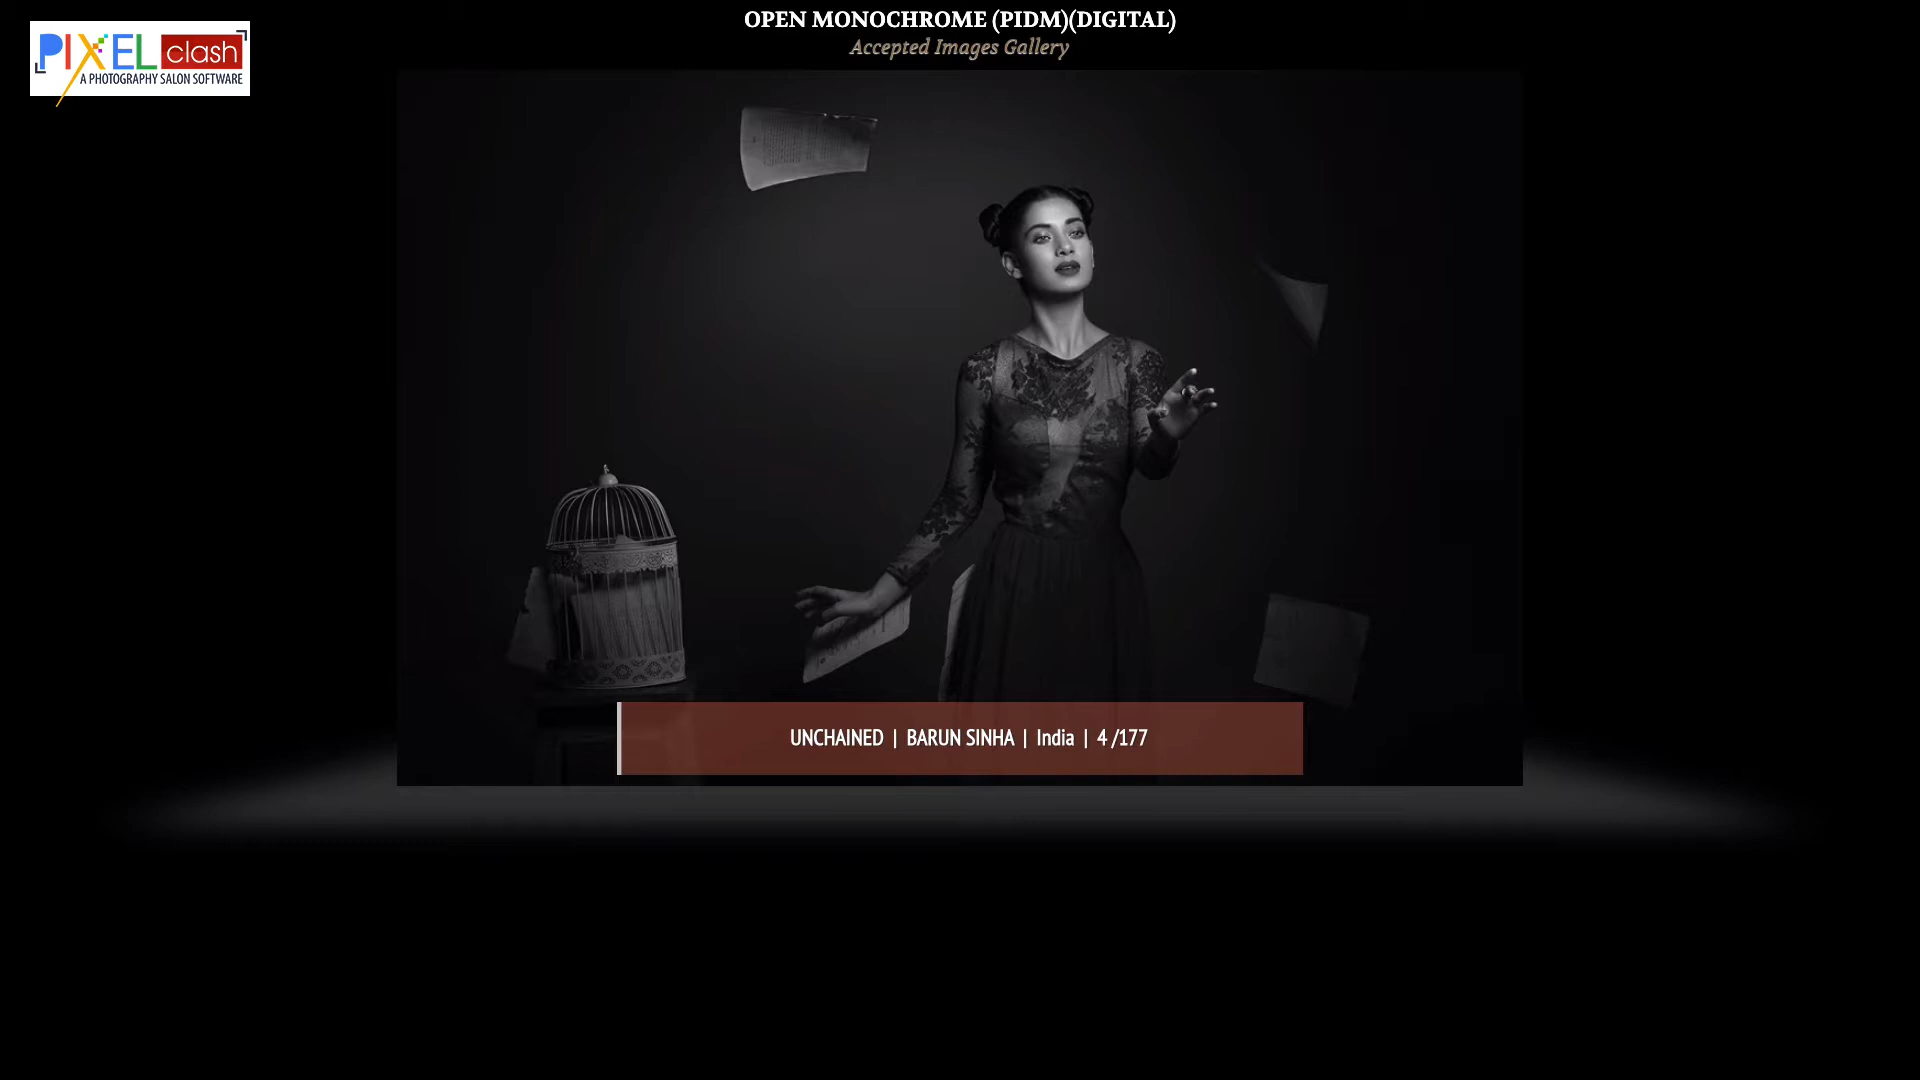 OPEN MONOCHROME (PIDM)(DIGITAL)
Accepted Images Gallery
PIXEL clash
A PHOTOGRAPHY SALON SOFTWARE
UNCHAINED | BARUN SINHA | India | 4 /177